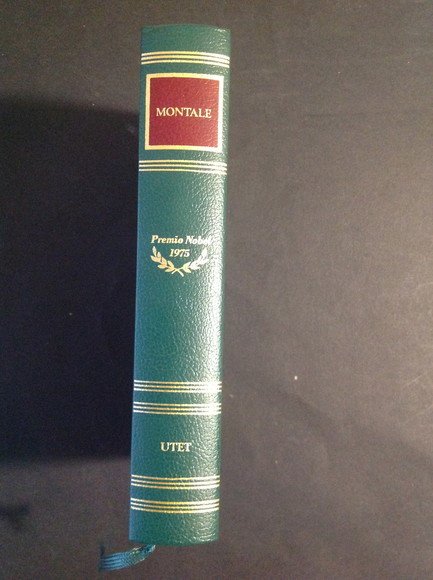 MONTALE
Premio Nobel
1975
UTET